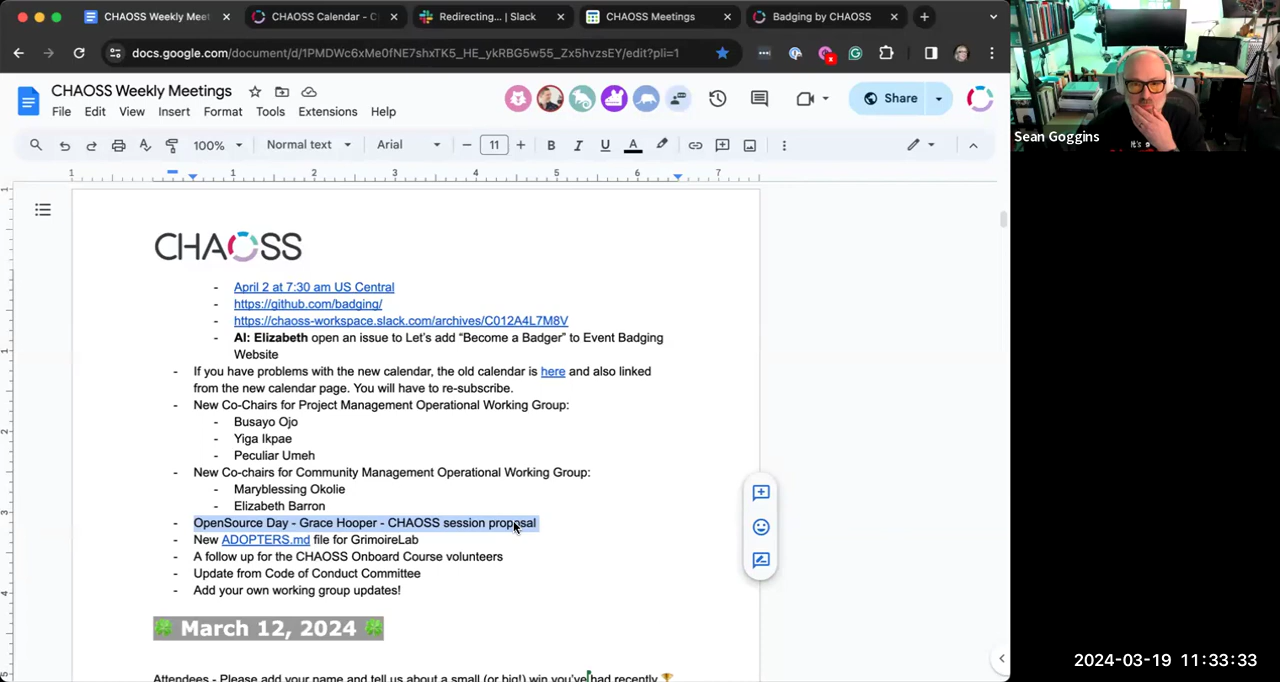 CHAOSS Weekly Meet
CHAOSS Calendar - C
Redirecting... | Slack
CHAOSS Meetings
Badging by CHAOSS
docs.google.com/document/d/1PMDWc6xMe0fNE7shxTK5_HE_ykRBG5w55_Zx5hvzsEY/edit?pli=1
CHAOSS Weekly Meetings
File Edit View Insert Format Tools Extensions Help
Share
100% Normal text Arial 11
1 1 2 3 4 5 6 7
CHAOSS
- April 2 at 7:30 am US Central
- https://github.com/badging/
- https://chaoss-workspace.slack.com/archives/C012A4L7M8V
- AI: Elizabeth open an issue to Let's add “Become a Badger” to Event Badging
Website
- If you have problems with the new calendar, the old calendar is here and also linked
from the new calendar page. You will have to re-subscribe.
- New Co-Chairs for Project Management Operational Working Group:
- Busayo Ojo
- Yiga Ikpae
- Peculiar Umeh
- New Co-chairs for Community Management Operational Working Group:
- Maryblessing Okolie
- Elizabeth Barron
- OpenSource Day - Grace Hooper - CHAOSS session proposal
- New ADOPTERS.md file for GrimoireLab
- A follow up for the CHAOSS Onboard Course volunteers
- Update from Code of Conduct Committee
- Add your own working group updates!
🍀 March 12, 2024 🍀
Attendees - Please add your name and tell us about a small (or big!) win you've had recently 🏆
Sean Goggins
2024-03-19 11:33:33